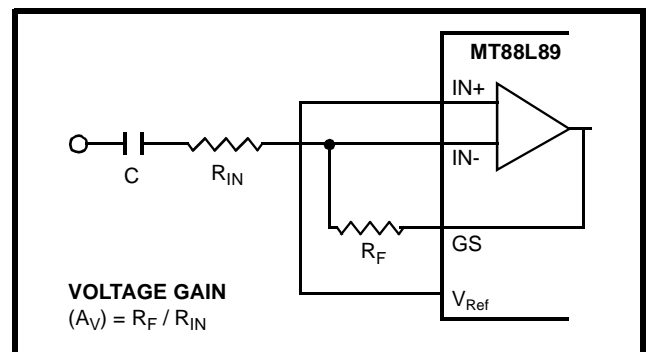 MT88L89
IN+
IN-
C
R_IN
R_F
GS
V_Ref
VOLTAGE GAIN
(A_V) = R_F / R_IN